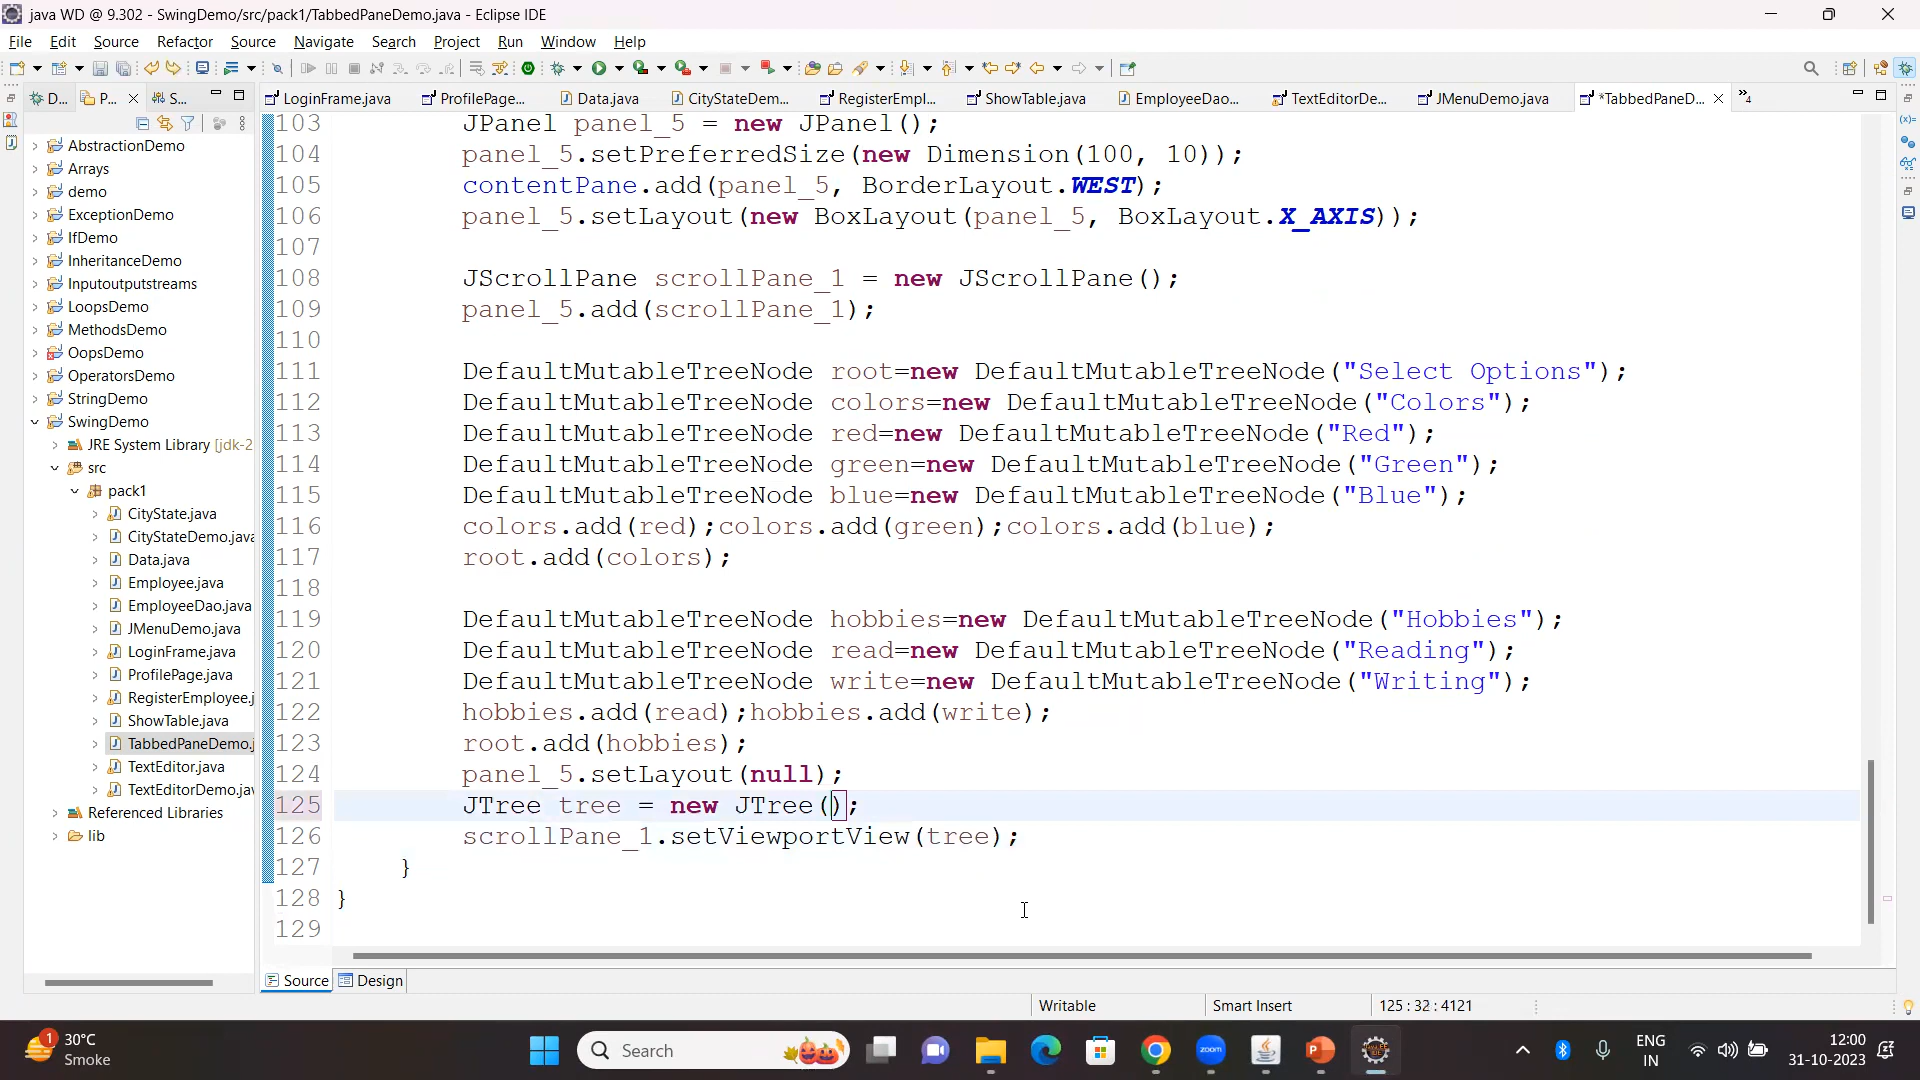 java WD @ 9.302 - SwingDemo/src/pack1/TabbedPaneDemo.java - Eclipse IDE
File Edit Source Refactor Source Navigate Search Project Run Window Help
D... P... S... LoginFrame.java ProfilePage.... Data.java CityStateDem... RegisterEmpl... ShowTable.java EmployeeDao... TextEditorDe... JMenuDemo.java *TabbedPaneD... »4
AbstractionDemo
Arrays
demo
ExceptionDemo
IfDemo
InheritanceDemo
Inputoutputstreams
LoopsDemo
MethodsDemo
OopsDemo
OperatorsDemo
StringDemo
SwingDemo
JRE System Library [jdk-2
src
pack1
CityState.java
CityStateDemo.java
Data.java
Employee.java
EmployeeDao.java
JMenuDemo.java
LoginFrame.java
ProfilePage.java
RegisterEmployee.j
ShowTable.java
TabbedPaneDemo.j
TextEditor.java
TextEditorDemo.jav
Referenced Libraries
lib
103 JPanel panel_5 = new JPanel();
104 panel_5.setPreferredSize(new Dimension(100, 10));
105 contentPane.add(panel_5, BorderLayout.WEST);
106 panel_5.setLayout(new BoxLayout(panel_5, BoxLayout.X_AXIS));
107
108 JScrollPane scrollPane_1 = new JScrollPane();
109 panel_5.add(scrollPane_1);
110
111 DefaultMutableTreeNode root=new DefaultMutableTreeNode("Select Options");
112 DefaultMutableTreeNode colors=new DefaultMutableTreeNode("Colors");
113 DefaultMutableTreeNode red=new DefaultMutableTreeNode("Red");
114 DefaultMutableTreeNode green=new DefaultMutableTreeNode("Green");
115 DefaultMutableTreeNode blue=new DefaultMutableTreeNode("Blue");
116 colors.add(red);colors.add(green);colors.add(blue);
117 root.add(colors);
118
119 DefaultMutableTreeNode hobbies=new DefaultMutableTreeNode("Hobbies");
120 DefaultMutableTreeNode read=new DefaultMutableTreeNode("Reading");
121 DefaultMutableTreeNode write=new DefaultMutableTreeNode("Writing");
122 hobbies.add(read);hobbies.add(write);
123 root.add(hobbies);
124 panel_5.setLayout(null);
125 JTree tree = new JTree();
126 scrollPane_1.setViewportView(tree);
127 }
128 }
129
Source Design
Writable Smart Insert 125 : 32 : 4121
1 30°C
Smoke
Search
zoom
ENG
IN
12:00
31-10-2023